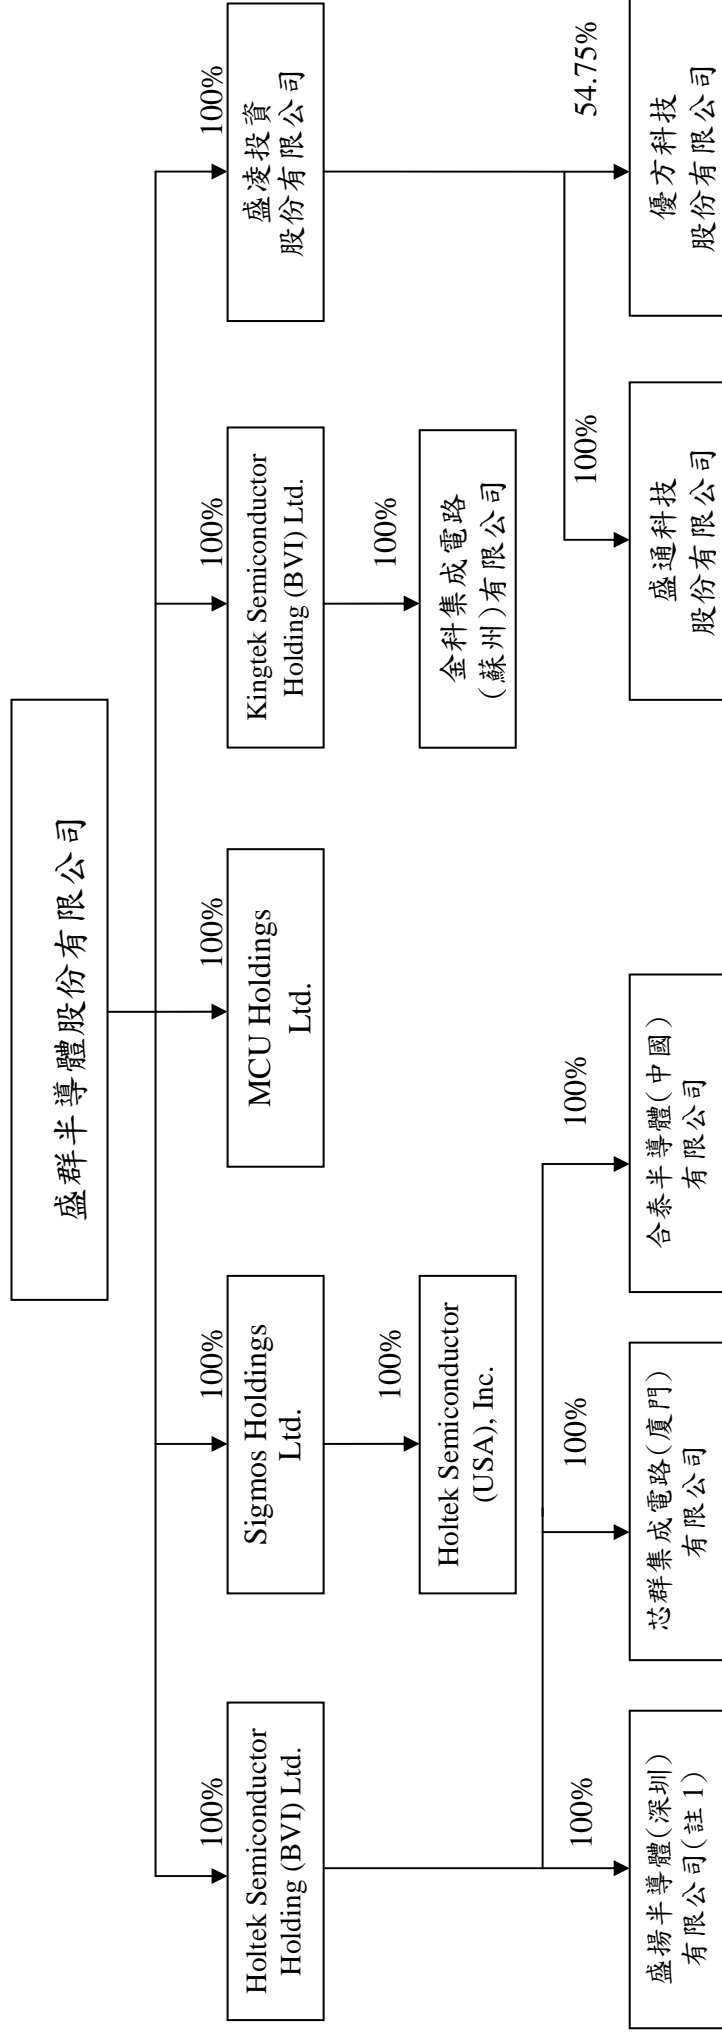 盛群半導體股份有限公司
100%
Holtek Semiconductor
Holding (BVI) Ltd.
100%
Sigmos Holdings
Ltd.
100%
MCU Holdings
Ltd.
100%
Kingtek Semiconductor
Holding (BVI) Ltd.
100%
盛凌投資
股份有限公司
100%
Holtek Semiconductor
(USA), Inc.
100%
金科集成電路
(蘇州)有限公司
100%
盛揚半導體(深圳)
有限公司(註 1)
100%
芯群集成電路(廈門)
有限公司
100%
合泰半導體(中國)
有限公司
100%
盛通科技
股份有限公司
54.75%
優方科技
股份有限公司